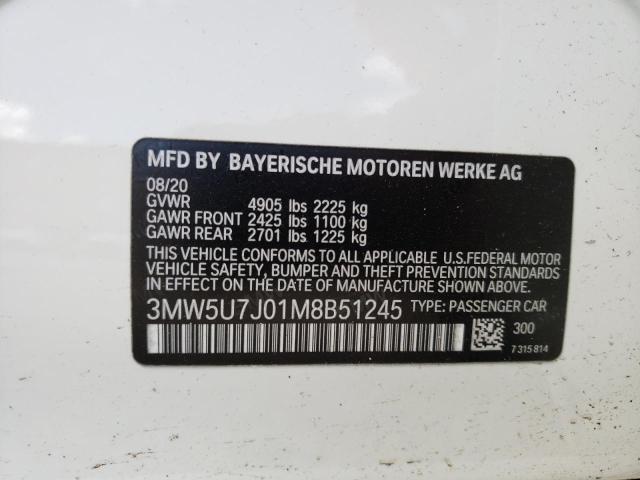 MFD BY BAYERISCHE MOTOREN WERKE AG
08/20
GVWR 4905 lbs 2225 kg
GAWR FRONT 2425 lbs 1100 kg
GAWR REAR 2701 lbs 1225 kg
THIS VEHICLE CONFORMS TO ALL APPLICABLE U.S.FEDERAL MOTOR
VEHICLE SAFETY, BUMPER AND THEFT PREVENTION STANDARDS IN
EFFECT ON THE DATE OF MANUFACTURE SHOWN ABOVE.
3MW5U7J01M8B51245 TYPE: PASSENGER CAR
300
7 315 814